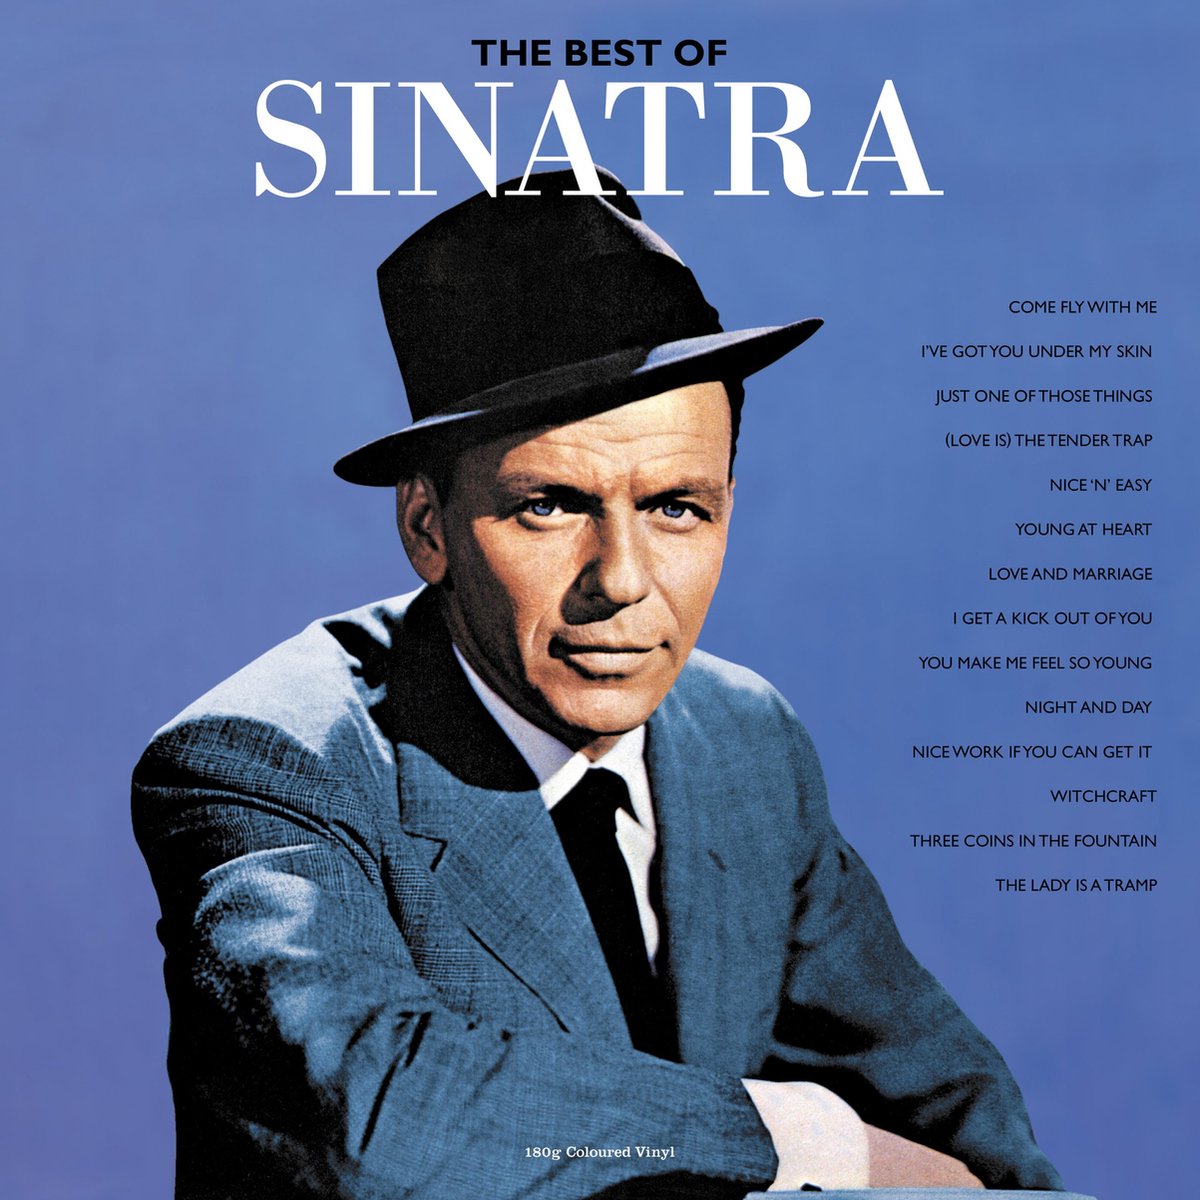 THE BEST OF
SINATRA
COME FLY WITH ME
I'VE GOT YOU UNDER MY SKIN
JUST ONE OF THOSE THINGS
(LOVE IS) THE TENDER TRAP
NICE 'N' EASY
YOUNG AT HEART
LOVE AND MARRIAGE
I GET A KICK OUT OF YOU
YOU MAKE ME FEEL SO YOUNG
NIGHT AND DAY
NICE WORK IF YOU CAN GET IT
WITCHCRAFT
THREE COINS IN THE FOUNTAIN
THE LADY IS A TRAMP
180g Coloured Vinyl